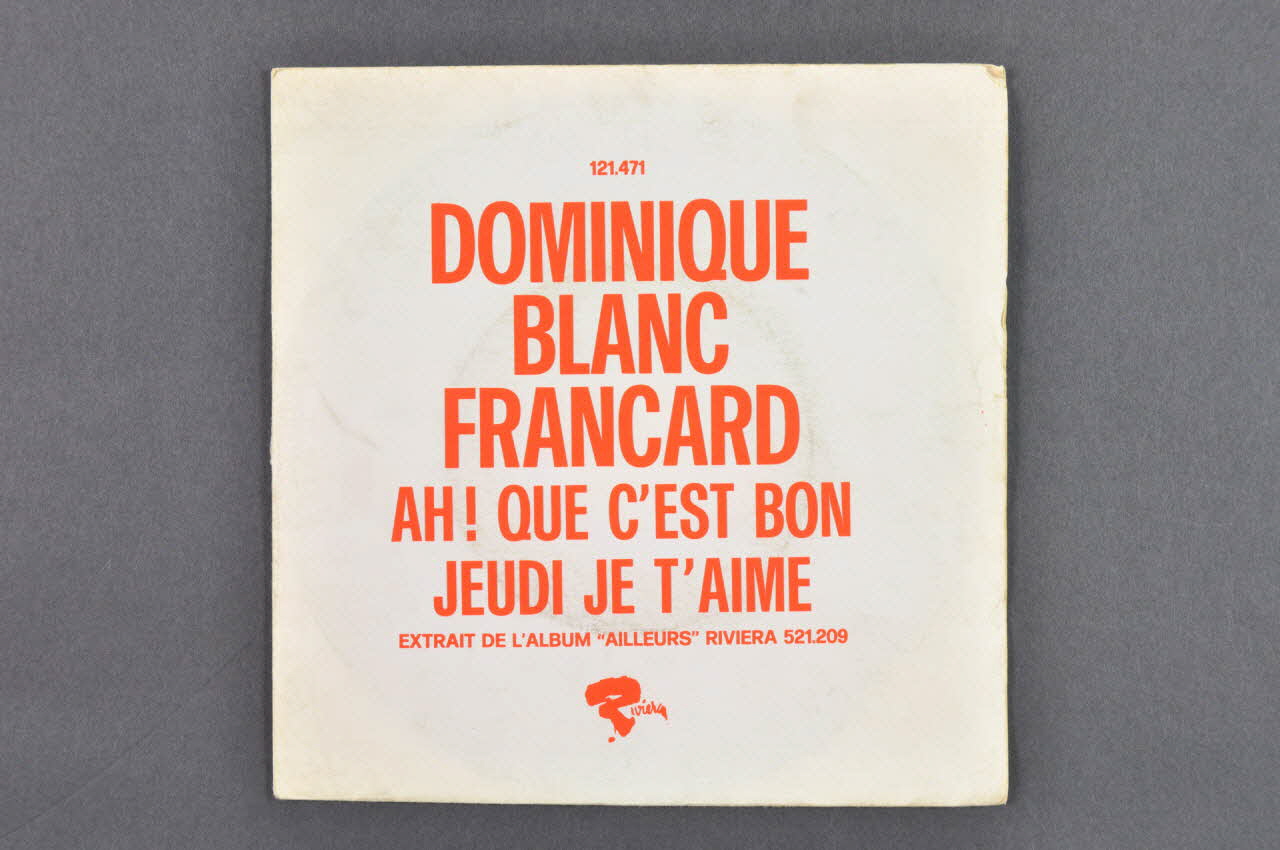 121.471
DOMINIQUE
BLANC
FRANCARD
AH! QUE C'EST BON
JEUDI JE T'AIME
EXTRAIT DE L'ALBUM "AILLEURS" RIVIERA 521.209
Riviera